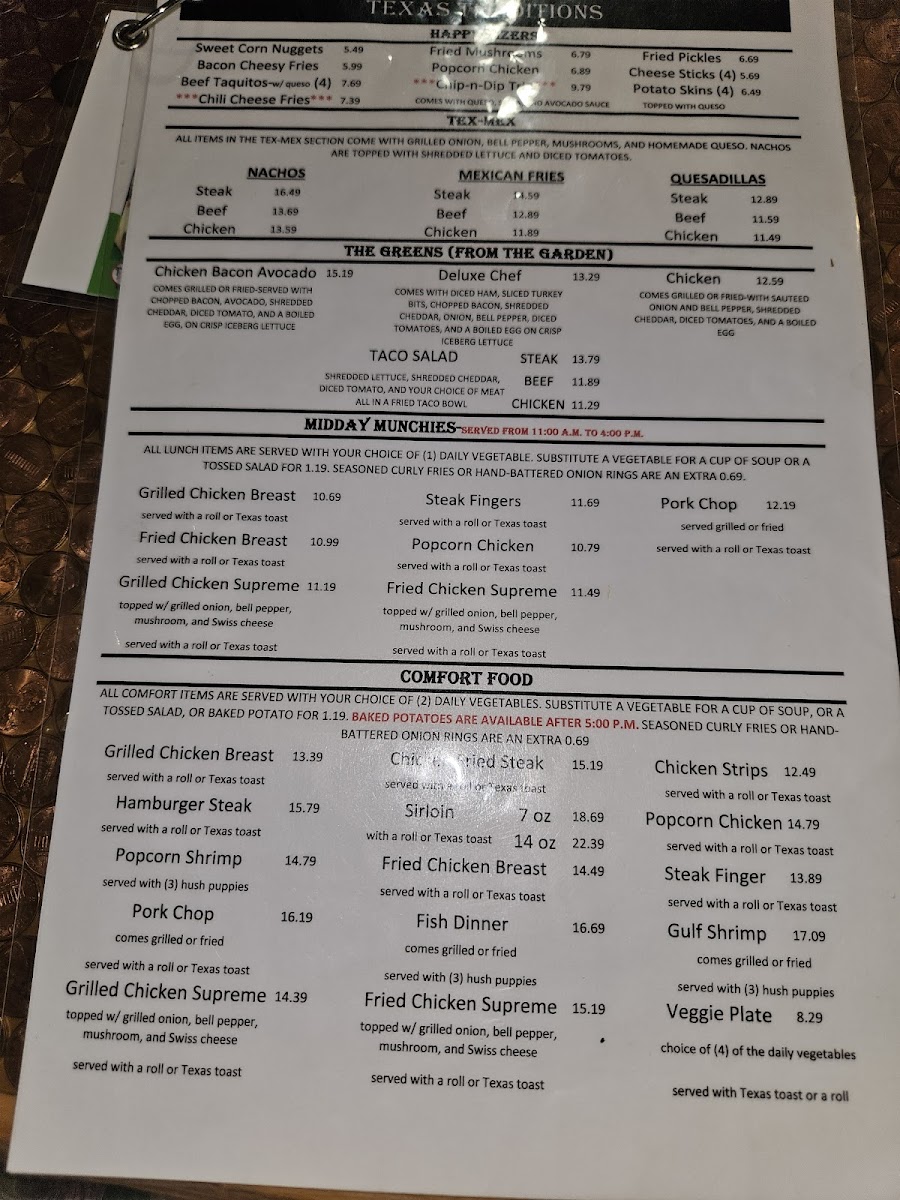 TEXAS TRADITIONS
HAPPYTIZERS
Sweet Corn Nuggets 5.49
Bacon Cheesy Fries 5.99
Beef Taquitos-w/ queso (4) 7.69
***Chili Cheese Fries*** 7.39
Fried Mushrooms 6.79
Popcorn Chicken 6.89
***Chip-n-Dip *** 9.79
COMES WITH QUESO, AVOCADO SAUCE
Fried Pickles 6.69
Cheese Sticks (4) 5.69
Potato Skins (4) 6.49
TOPPED WITH QUESO
TEX-MEX
ALL ITEMS IN THE TEX-MEX SECTION COME WITH GRILLED ONION, BELL PEPPER, MUSHROOMS, AND HOMEMADE QUESO. NACHOS
ARE TOPPED WITH SHREDDED LETTUCE AND DICED TOMATOES.
NACHOS
Steak 16.49
Beef 13.69
Chicken 13.59
MEXICAN FRIES
Steak 14.59
Beef 12.89
Chicken 11.89
QUESADILLAS
Steak 12.89
Beef 11.59
Chicken 11.49
THE GREENS (FROM THE GARDEN)
Chicken Bacon Avocado 15.19
COMES GRILLED OR FRIED-SERVED WITH
CHOPPED BACON, AVOCADO, SHREDDED
CHEDDAR, DICED TOMATO, AND A BOILED
EGG, ON CRISP ICEBERG LETTUCE
Deluxe Chef 13.29
COMES WITH DICED HAM, SLICED TURKEY
BITS, CHOPPED BACON, SHREDDED
CHEDDAR, ONION, BELL PEPPER, DICED
TOMATOES, AND A BOILED EGG ON CRISP
ICEBERG LETTUCE
Chicken 12.59
COMES GRILLED OR FRIED-WITH SAUTEED
ONION AND BELL PEPPER, SHREDDED
CHEDDAR, DICED TOMATOES, AND A BOILED
EGG
TACO SALAD STEAK 13.79
SHREDDED LETTUCE, SHREDDED CHEDDAR,
DICED TOMATO, AND YOUR CHOICE OF MEAT
ALL IN A FRIED TACO BOWL
BEEF 11.89
CHICKEN 11.29
MIDDAY MUNCHIES-SERVED FROM 11:00 A.M. TO 4:00 P.M.
ALL LUNCH ITEMS ARE SERVED WITH YOUR CHOICE OF (1) DAILY VEGETABLE. SUBSTITUTE A VEGETABLE FOR A CUP OF SOUP OR A
TOSSED SALAD FOR 1.19. SEASONED CURLY FRIES OR HAND-BATTERED ONION RINGS ARE AN EXTRA 0.69.
Grilled Chicken Breast 10.69
served with a roll or Texas toast
Fried Chicken Breast 10.99
served with a roll or Texas toast
Grilled Chicken Supreme 11.19
topped w/ grilled onion, bell pepper,
mushroom, and Swiss cheese
served with a roll or Texas toast
Steak Fingers 11.69
served with a roll or Texas toast
Popcorn Chicken 10.79
served with a roll or Texas toast
Fried Chicken Supreme 11.49
topped w/ grilled onion, bell pepper,
mushroom, and Swiss cheese
served with a roll or Texas toast
Pork Chop 12.19
served grilled or fried
served with a roll or Texas toast
COMFORT FOOD
ALL COMFORT ITEMS ARE SERVED WITH YOUR CHOICE OF (2) DAILY VEGETABLES. SUBSTITUTE A VEGETABLE FOR A CUP OF SOUP, OR A
TOSSED SALAD, OR BAKED POTATO FOR 1.19. BAKED POTATOES ARE AVAILABLE AFTER 5:00 P.M. SEASONED CURLY FRIES OR HAND-
BATTERED ONION RINGS ARE AN EXTRA 0.69
Grilled Chicken Breast 13.39
served with a roll or Texas toast
Hamburger Steak 15.79
served with a roll or Texas toast
Popcorn Shrimp 14.79
served with (3) hush puppies
Pork Chop 16.19
comes grilled or fried
served with a roll or Texas toast
Grilled Chicken Supreme 14.39
topped w/ grilled onion, bell pepper,
mushroom, and Swiss cheese
served with a roll or Texas toast
Chicken Fried Steak 15.19
served with a roll or Texas toast
Sirloin 7 oz 18.69
with a roll or Texas toast 14 oz 22.39
Fried Chicken Breast 14.49
served with a roll or Texas toast
Fish Dinner 16.69
comes grilled or fried
served with (3) hush puppies
Fried Chicken Supreme 15.19
topped w/ grilled onion, bell pepper,
mushroom, and Swiss cheese
served with a roll or Texas toast
Chicken Strips 12.49
served with a roll or Texas toast
Popcorn Chicken 14.79
served with a roll or Texas toast
Steak Finger 13.89
served with a roll or Texas toast
Gulf Shrimp 17.09
comes grilled or fried
served with (3) hush puppies
Veggie Plate 8.29
choice of (4) of the daily vegetables
served with Texas toast or a roll